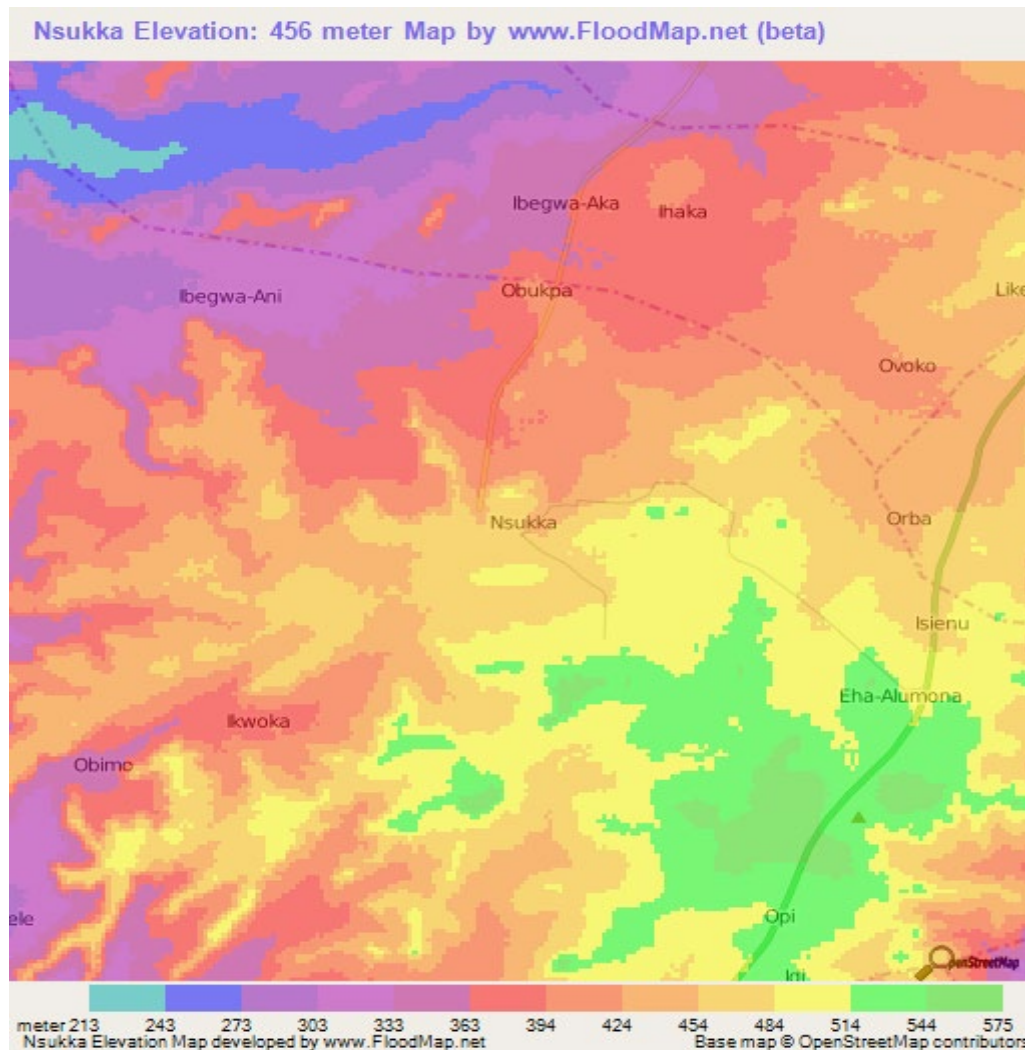 Nsukka Elevation: 456 meter Map by www.FloodMap.net (beta)
Ibegwa-Aka
Ihaka
Ibegwa-Ani
Obukpa
Like
Ovoko
Nsukka
Orba
Isienu
Eha-Alumona
Ikwoka
Obimo
ele
Opi
penStreetMap
meter 213 243 273 303 333 363 394 424 454 484 514 544 575
Nsukka Elevation Map developed by www.FloodMap.net
Base map © OpenStreetMap contributors